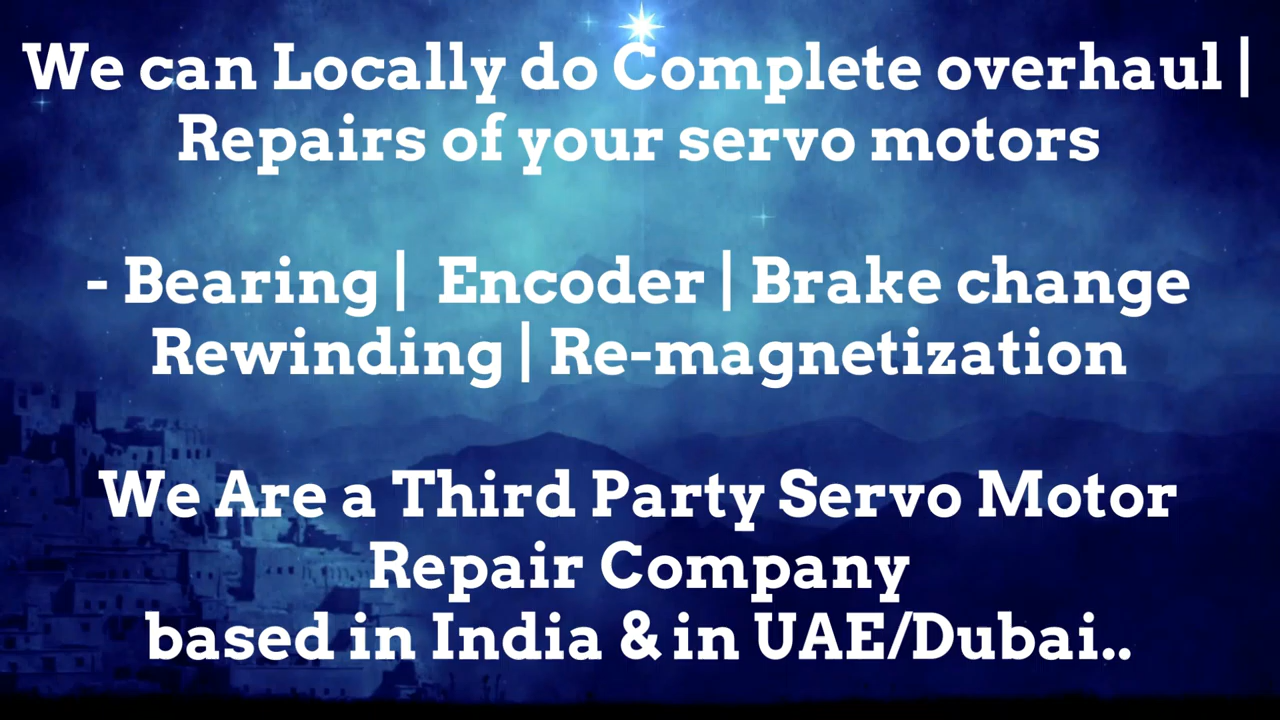 We can Locally do Complete overhaul |
Repairs of your servo motors
- Bearing | Encoder | Brake change
Rewinding | Re-magnetization
We Are a Third Party Servo Motor
Repair Company
based in India & in UAE/Dubai..